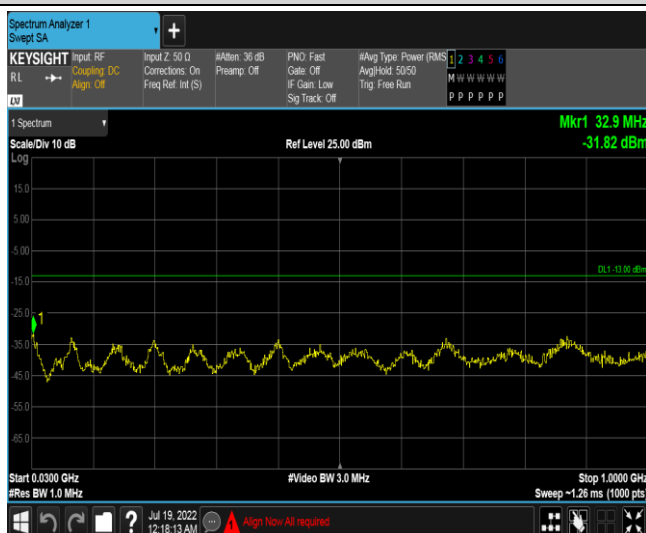 Spectrum Analyzer 1
Swept SA
+
KEYSIGHT
RL
LXI
Input: RF
Coupling: DC
Align: Off
Input Z: 50 Ω
Corrections: On
Freq Ref: Int (S)
#Atten: 36 dB
Preamp: Off
PNO: Fast
Gate: Off
IF Gain: Low
Sig Track: Off
#Avg Type: Power (RMS
Avg|Hold: 50/50
Trig: Free Run
1 2 3 4 5 6
M W W W W W
P P P P P P
1 Spectrum
Mkr1 32.9 MHz
-31.82 dBm
Scale/Div 10 dB
Ref Level 25.00 dBm
Log
15.0
5.00
-5.00
DL1 -13.00 dBm
-15.0
-25.0
1
-35.0
-45.0
-55.0
-65.0
Start 0.0300 GHz
#Video BW 3.0 MHz
Stop 1.0000 GHz
#Res BW 1.0 MHz
Sweep ~1.26 ms (1000 pts)
?
Jul 19, 2022
12:18:13 AM
Align Now All required